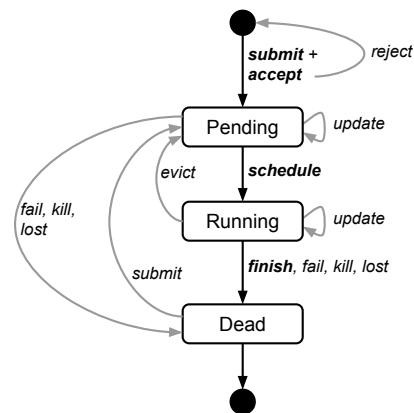 submit +
accept
reject
Pending
update
evict
schedule
fail, kill,
lost
Running
update
submit
finish, fail, kill, lost
Dead